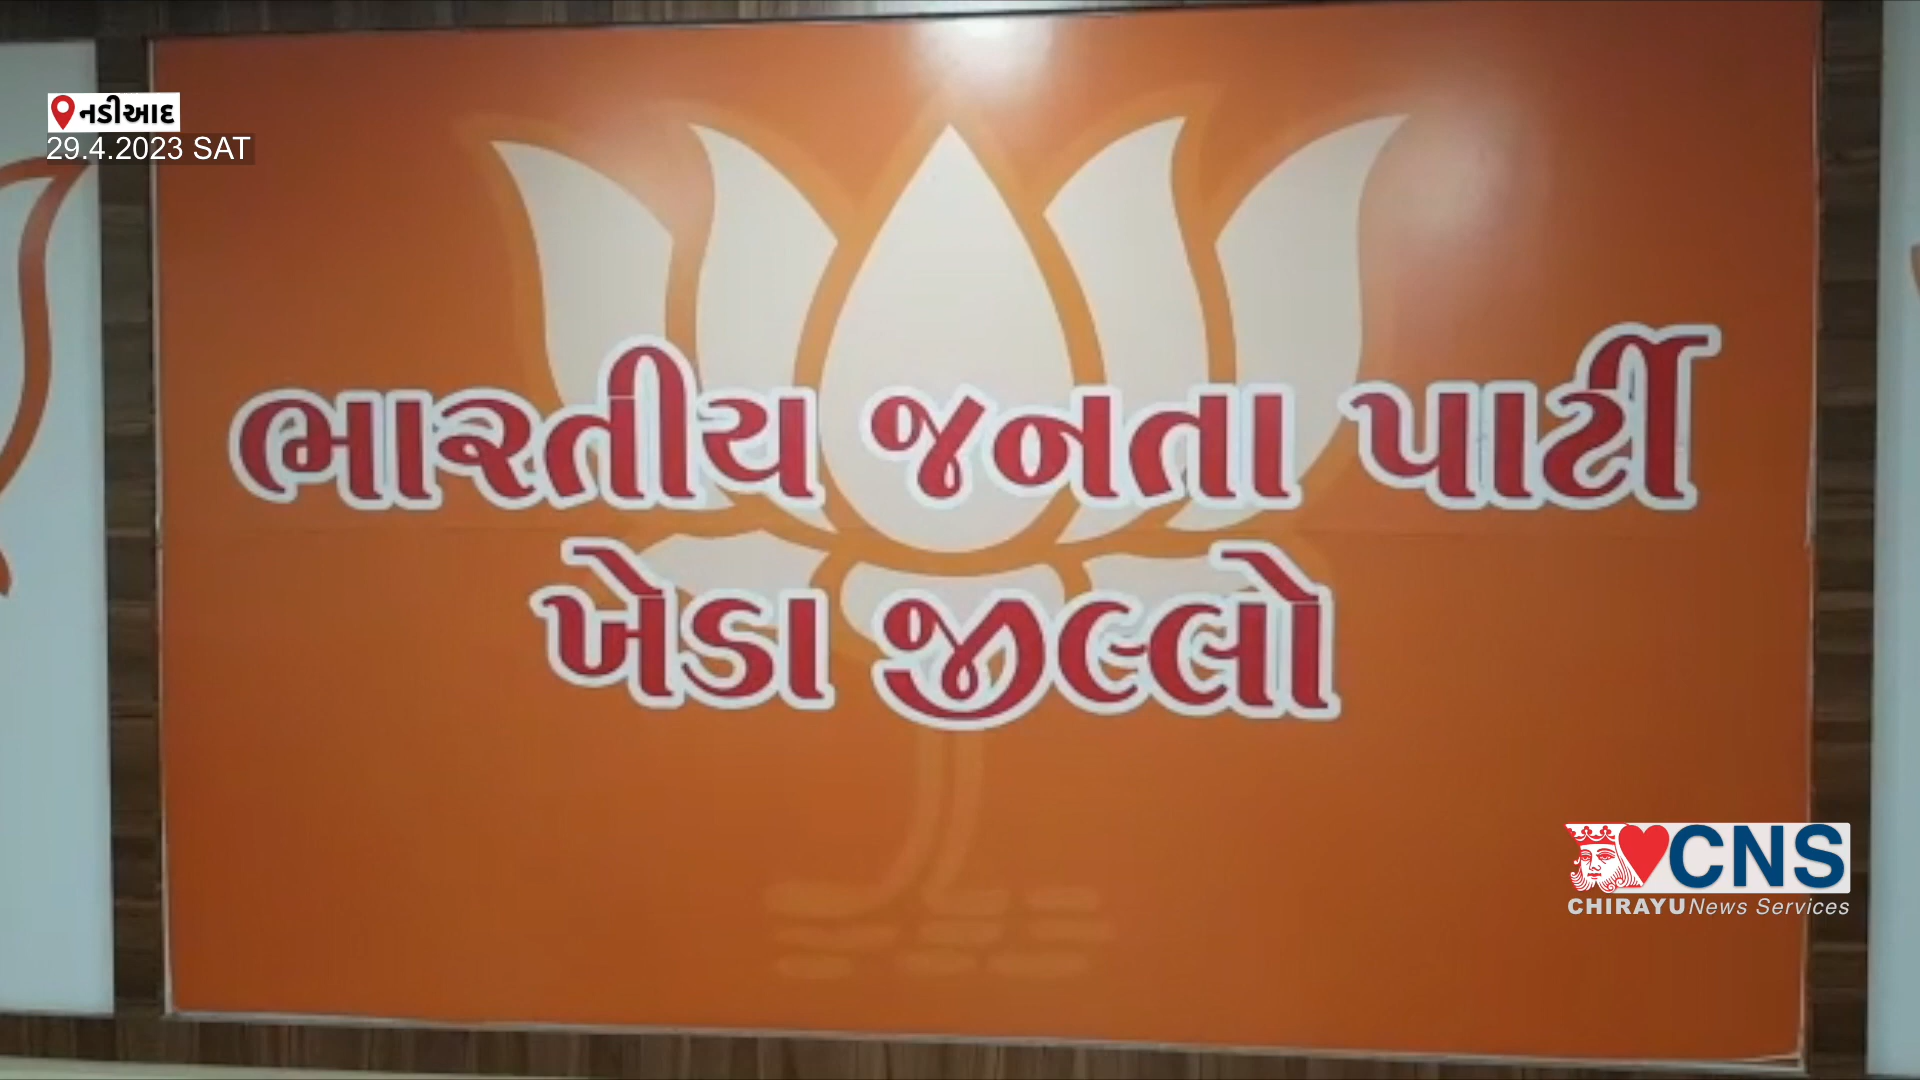 નડીઆદ
29.4.2023 SAT
ભારતીય જનતા પાર્ટી
ખેડા જીલ્લો
CNS
CHIRAYU News Services